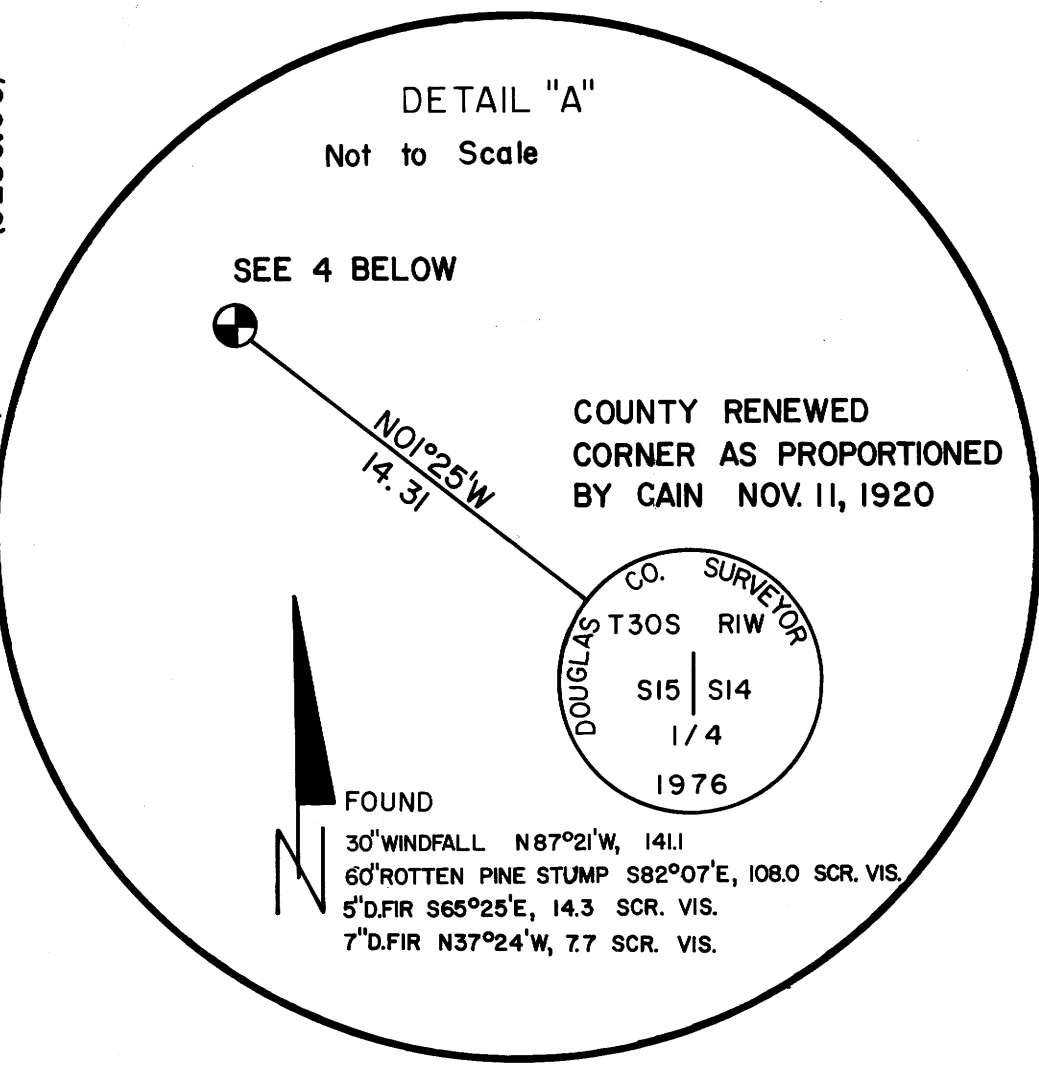 DETAIL "A"
Not to Scale
SEE 4 BELOW
N01°25'W
14.31
COUNTY RENEWED
CORNER AS PROPORTIONED
BY CAIN NOV. 11, 1920
DOUGLAS CO. SURVEYOR
T30S R1W
S15 S14
1/4
1976
N
FOUND
30"WINDFALL N87°21'W, 141.1
60"ROTTEN PINE STUMP S82°07'E, 108.0 SCR. VIS.
5"D.FIR S65°25'E, 14.3 SCR. VIS.
7"D.FIR N37°24'W, 7.7 SCR. VIS.